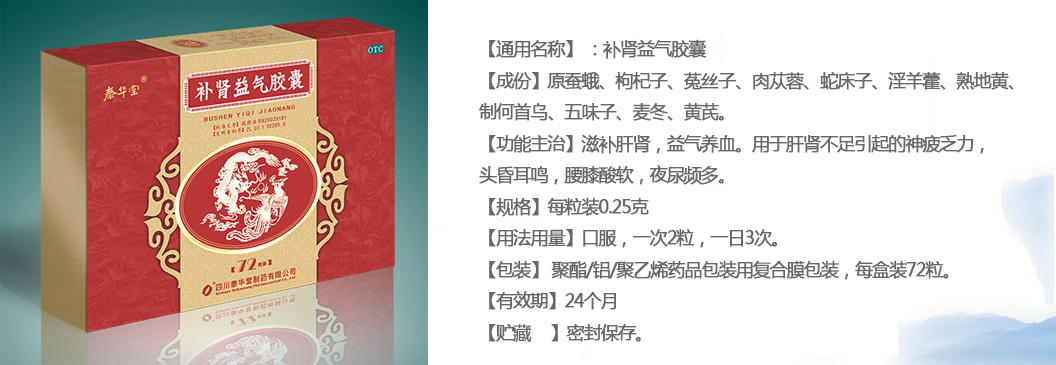 秦华堂®
OTC
补肾益气胶囊
BUSHEN YIQI JIAONANG
【72粒装】
四川泰华堂制药有限公司
【通用名称】：补肾益气胶囊
【成份】原蚕蛾、枸杞子、菟丝子、肉苁蓉、蛇床子、淫羊藿、熟地黄、
制何首乌、五味子、麦冬、黄芪。
【功能主治】滋补肝肾，益气养血。用于肝肾不足引起的神疲乏力，
头昏耳鸣，腰膝酸软，夜尿频多。
【规格】每粒装0.25克
【用法用量】口服，一次2粒，一日3次。
【包装】 聚酯/铝/聚乙烯药品包装用复合膜包装，每盒装72粒。
【有效期】24个月
【贮藏　】密封保存。